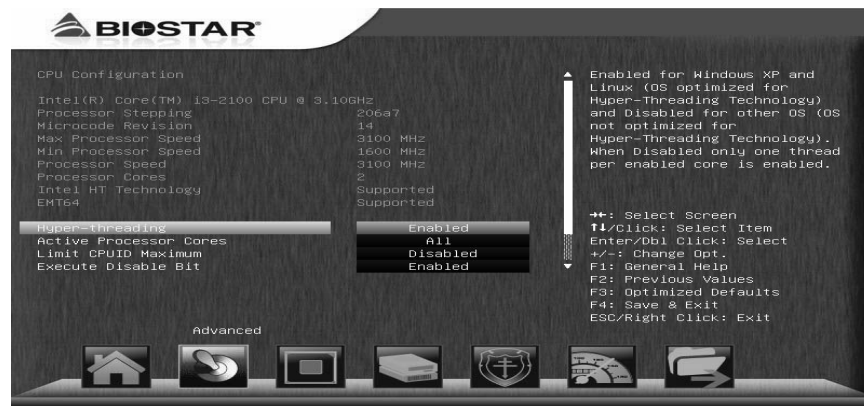 BIOSTAR®
CPU Configuration
Intel(R) Core(TM) i3-2100 CPU @ 3.10GHz
Processor Stepping 206a7
Microcode Revision 14
Max Processor Speed 3100 MHz
Min Processor Speed 1600 MHz
Processor Speed 3100 MHz
Processor Cores 2
Intel HT Technology Supported
EMT64 Supported
Hyper-threading Enabled
Active Processor Cores All
Limit CPUID Maximum Disabled
Execute Disable Bit Enabled
Enabled for Windows XP and
Linux (OS optimized for
Hyper-Threading Technology)
and Disabled for other OS (OS
not optimized for
Hyper-Threading Technology).
When Disabled only one thread
per enabled core is enabled.
→←: Select Screen
↑↓/Click: Select Item
Enter/Dbl Click: Select
+/-: Change Opt.
F1: General Help
F2: Previous Values
F3: Optimized Defaults
F4: Save & Exit
ESC/Right Click: Exit
Advanced